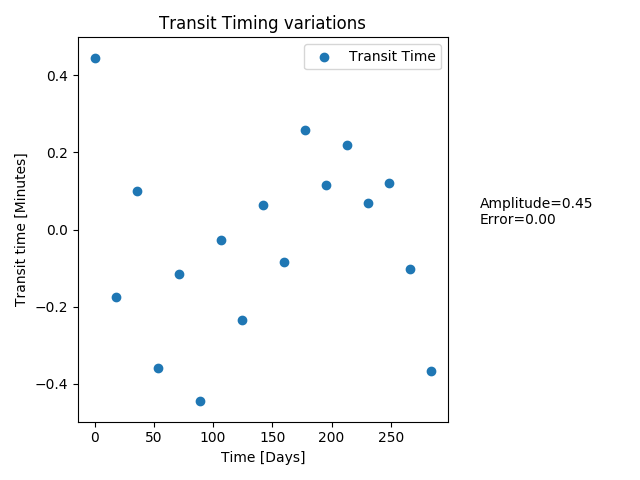 Transit Timing variations
Transit Time
Transit time [Minutes]
0.4
0.2
0.0
−0.2
−0.4
Amplitude=0.45
Error=0.00
0 50 100 150 200 250
Time [Days]